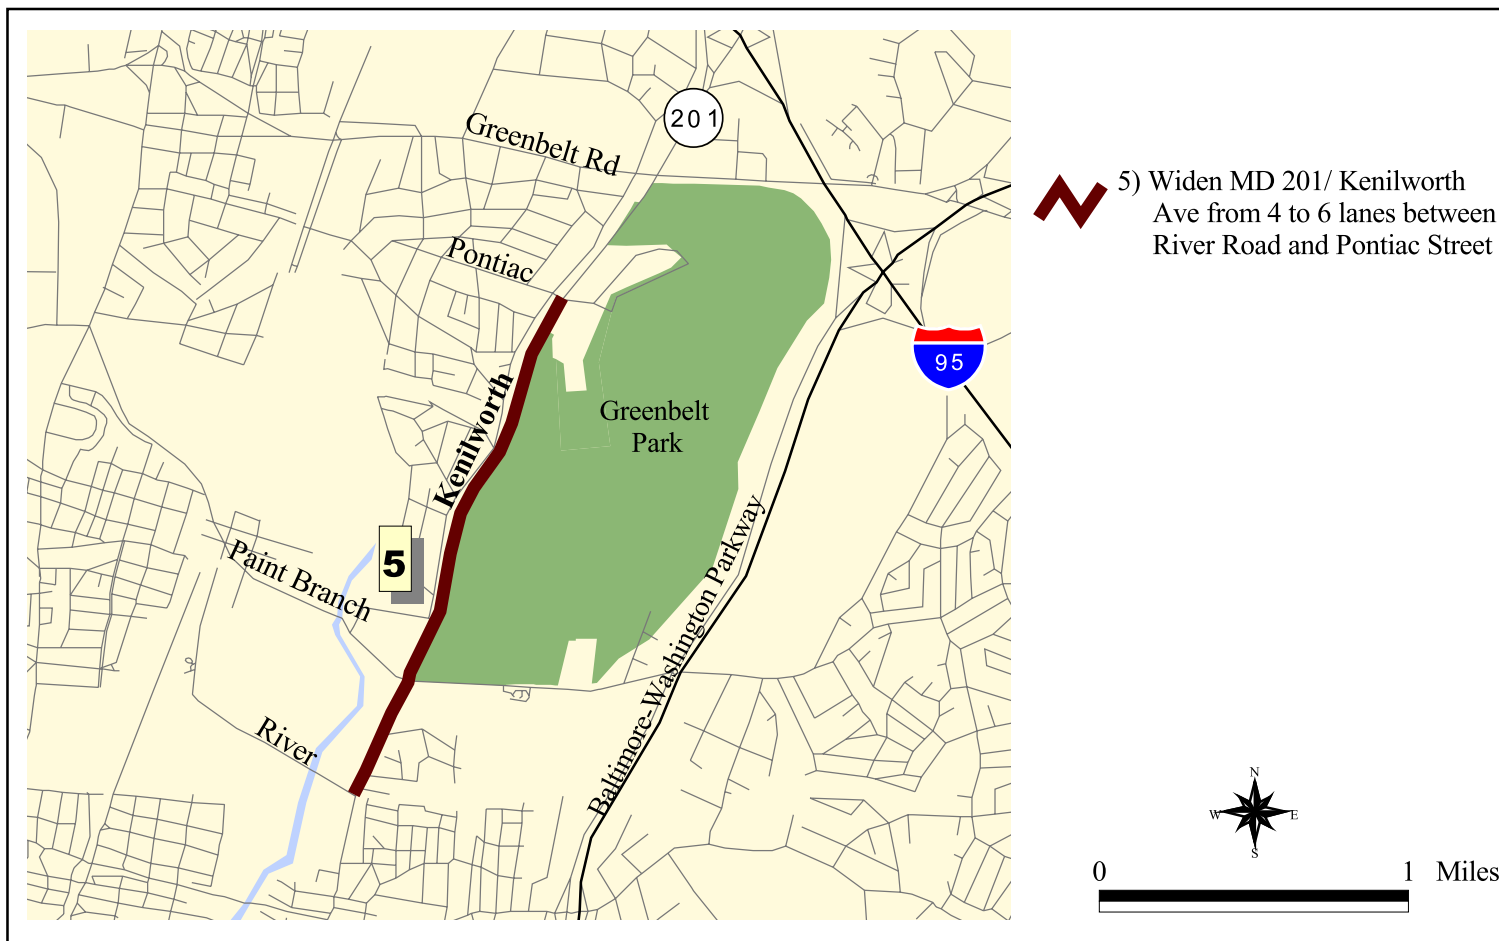 201
Greenbelt Rd
Pontiac
5) Widen MD 201/ Kenilworth
Ave from 4 to 6 lanes between
River Road and Pontiac Street
95
Kenilworth
Greenbelt
Park
5
Paint Branch
Baltimore-Washington Parkway
River
N
W E
S
0 1 Miles